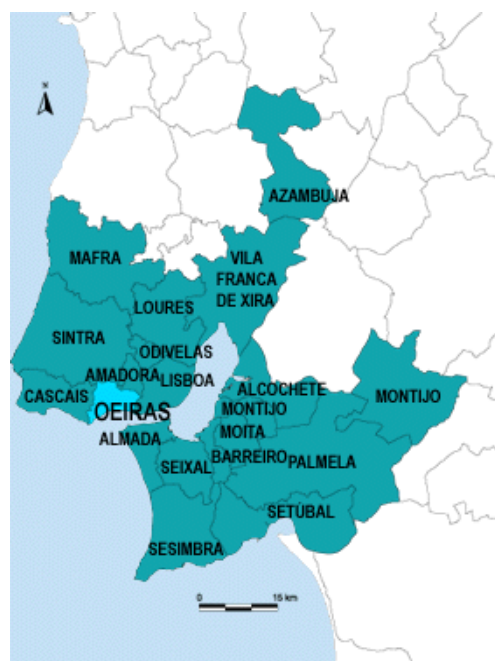 N
AZAMBUJA
MAFRA
VILA
FRANCA
DE XIRA
LOURES
SINTRA
ODIVELAS
AMADORA
LISBOA
CASCAIS
ALCOCHETE
MONTIJO
OEIRAS
MONTIJO
ALMADA
MOITA
BARREIRO
SEIXAL
PALMELA
SETÚBAL
SESIMBRA
0
15 km